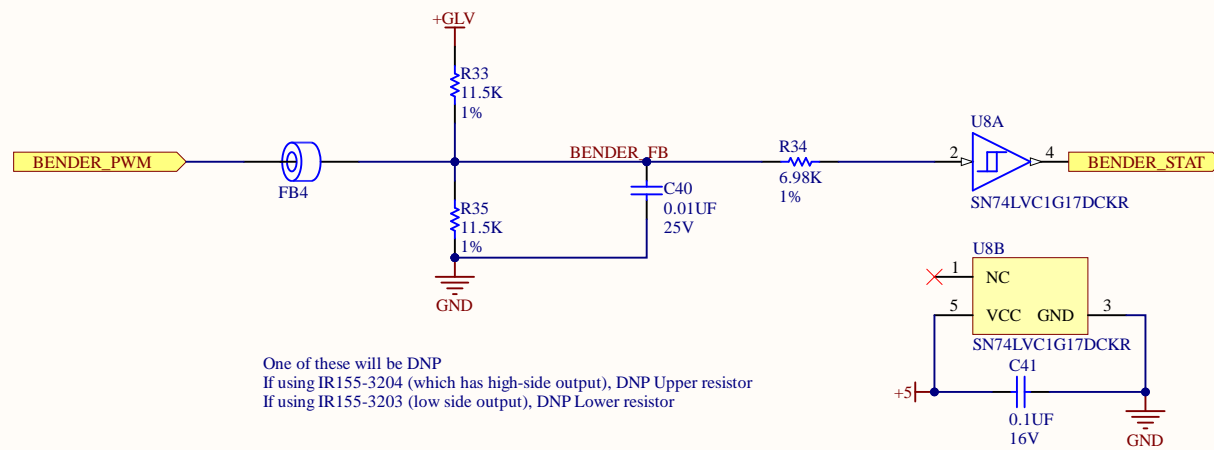 +GLV
R33
11.5K
1%
BENDER_PWM
FB4
BENDER_FB
R35
11.5K
1%
C40
0.01UF
25V
R34
6.98K
1%
U8A
2
4
BENDER_STAT
SN74LVC1G17DCKR
GND
U8B
1
NC
5
VCC
GND
3
SN74LVC1G17DCKR
C41
+5
0.1UF
16V
GND
One of these will be DNP
If using IR155-3204 (which has high-side output), DNP Upper resistor
If using IR155-3203 (low side output), DNP Lower resistor